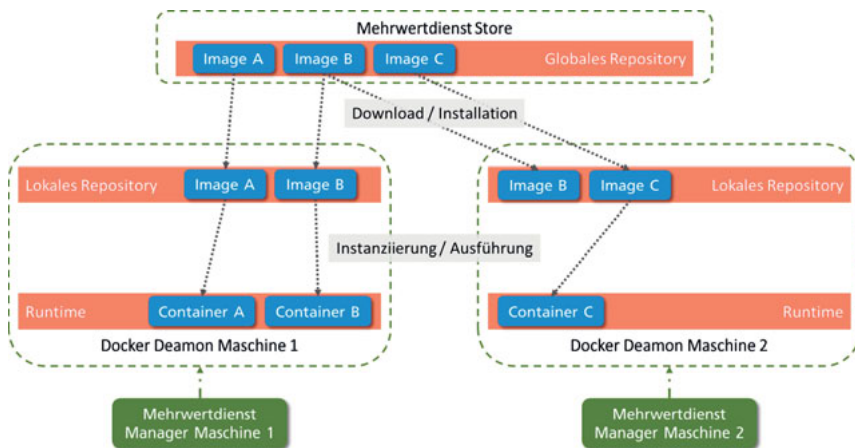 Mehrwertdienst Store
Image A
Image B
Image C
Globales Repository
Download / Installation
Lokales Repository
Image A
Image B
Image B
Image C
Lokales Repository
Instanziierung / Ausführung
Runtime
Container A
Container B
Container C
Runtime
Docker Deamon Maschine 1
Docker Deamon Maschine 2
Mehrwertdienst
Manager Maschine 1
Mehrwertdienst
Manager Maschine 2